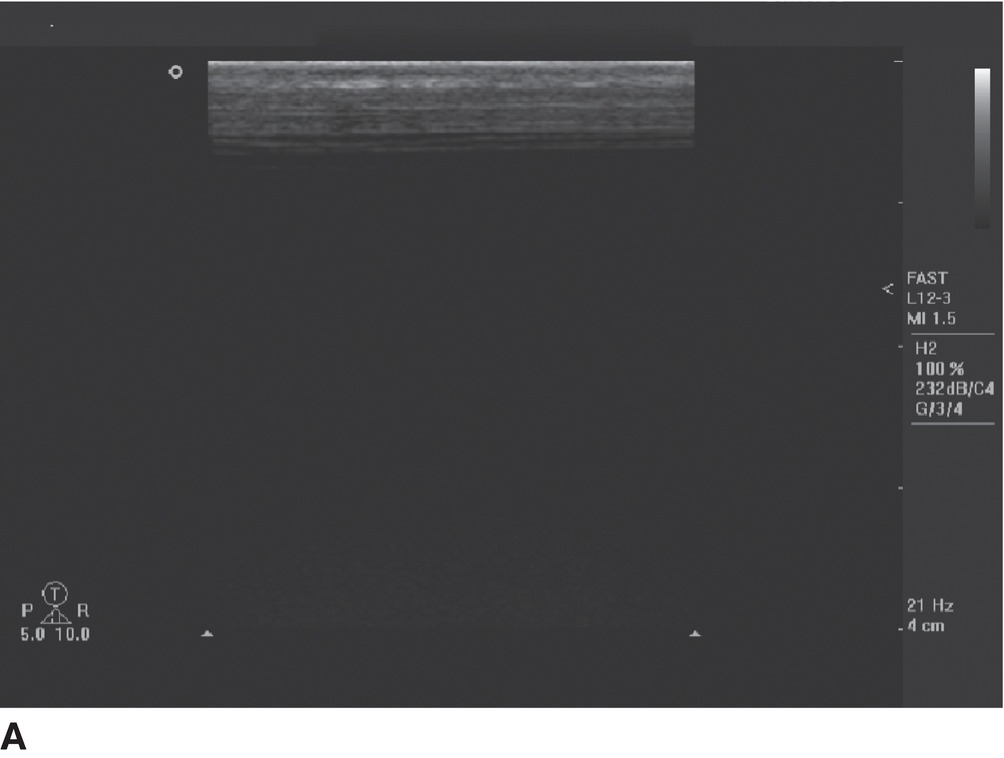 FAST
L12-3
MI 1.5
H2
100 %
232dB/C4
G/3/4
T
P R
5.0 10.0
21 Hz
4 cm
A